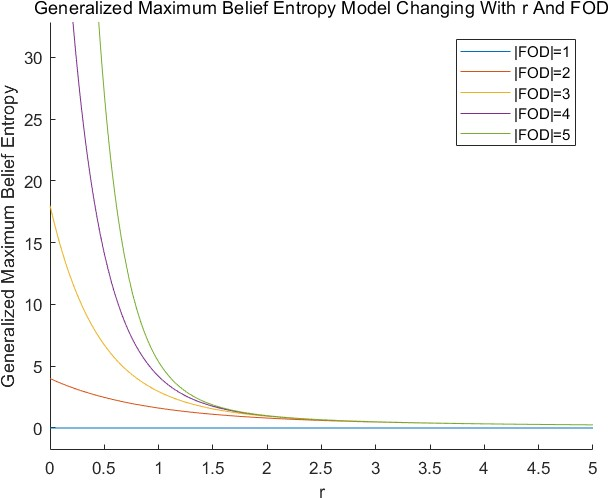 Generalized Maximum Belief Entropy Model Changing With r And FOD
|FOD|=1
|FOD|=2
|FOD|=3
|FOD|=4
|FOD|=5
Generalized Maximum Belief Entropy
30
25
20
15
10
5
0
0 0.5 1 1.5 2 2.5 3 3.5 4 4.5 5
r